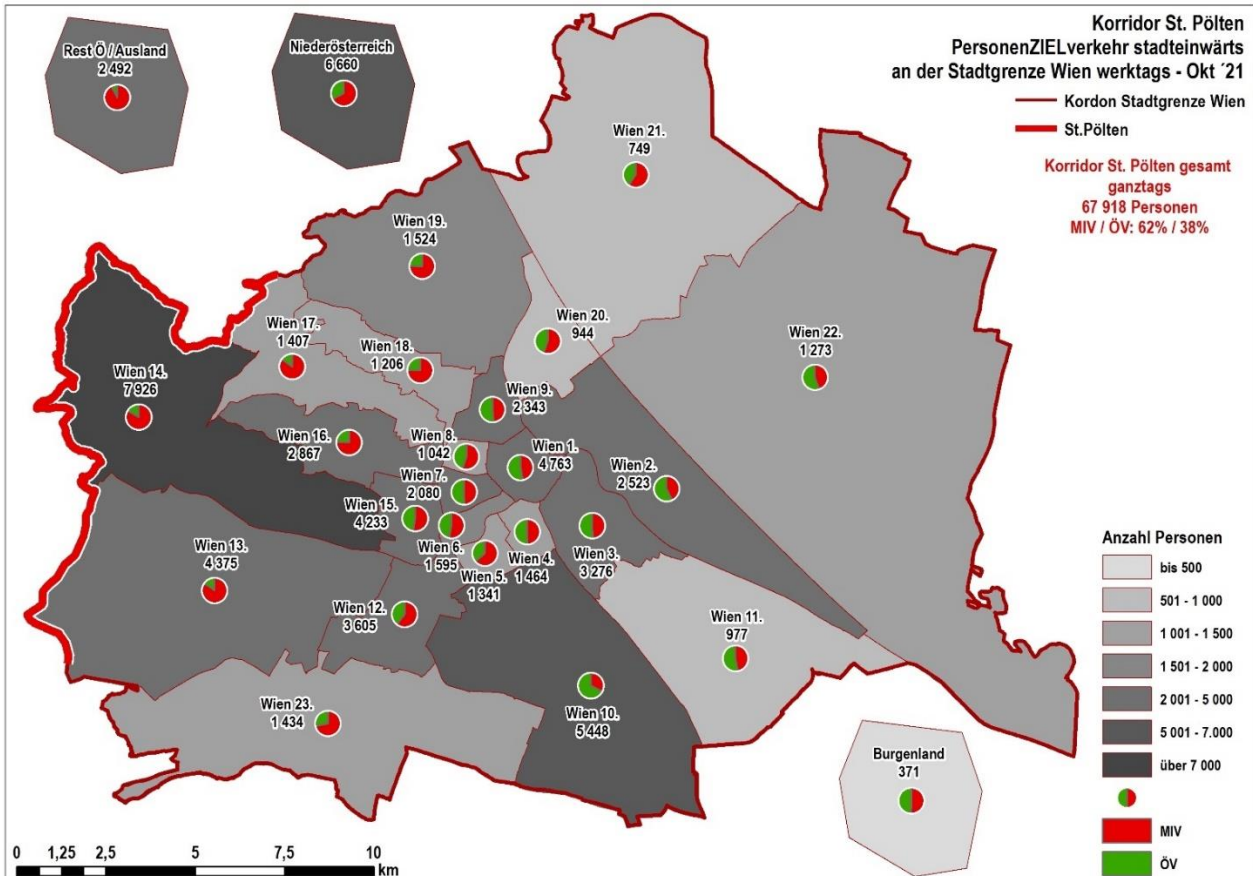 Korridor St. Pölten
PersonenZIELverkehr stadteinwärts
an der Stadtgrenze Wien werktags - Okt ´21
Kordon Stadtgrenze Wien
St.Pölten
Korridor St. Pölten gesamt
ganztags
67 918 Personen
MIV / ÖV: 62% / 38%
Rest Ö / Ausland
2 492
Niederösterreich
6 660
Wien 21.
749
Wien 19.
1 524
Wien 20.
944
Wien 22.
1 273
Wien 17.
1 407
Wien 18.
1 206
Wien 14.
7 926
Wien 9.
2 343
Wien 16.
2 867
Wien 8.
1 042
Wien 1.
4 763
Wien 2.
2 523
Wien 7.
2 080
Wien 15.
4 233
Wien 6.
1 595
Wien 5.
1 341
Wien 4.
1 464
Wien 3.
3 276
Wien 13.
4 375
Wien 12.
3 605
Wien 11.
977
Wien 23.
1 434
Wien 10.
5 448
Burgenland
371
Anzahl Personen
bis 500
501 - 1 000
1 001 - 1 500
1 501 - 2 000
2 001 - 5 000
5 001 - 7.000
über 7 000
MIV
ÖV
0 1,25 2,5 5 7,5 10
km